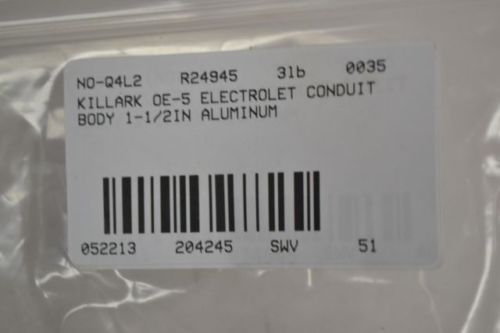 NO-Q4L2 R24945 3lb 0035
KILLARK OE-5 ELECTROLET CONDUIT
BODY 1-1/2IN ALUMINUM
052213 204245 SWV 51